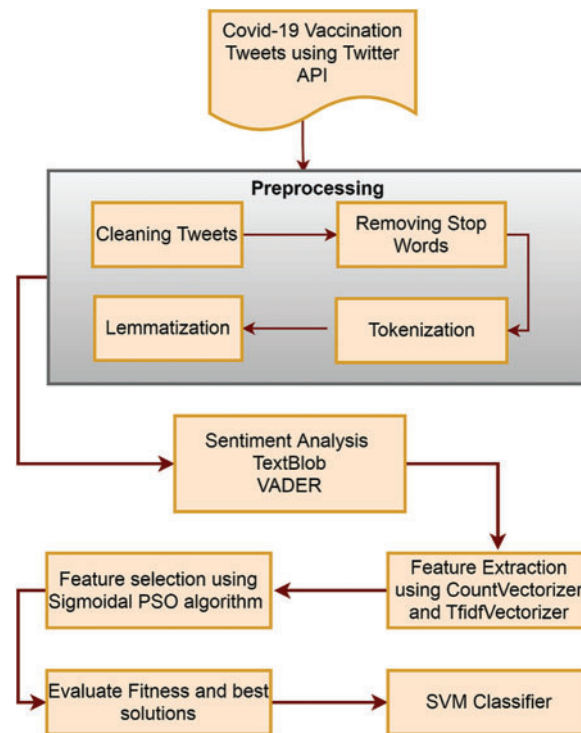 Covid-19 Vaccination
Tweets using Twitter
API
Preprocessing
Cleaning Tweets
Removing Stop
Words
Lemmatization
Tokenization
Sentiment Analysis
TextBlob
VADER
Feature selection using
Sigmoidal PSO algorithm
Feature Extraction
using CountVectorizer
and TfidfVectorizer
Evaluate Fitness and best
solutions
SVM Classifier